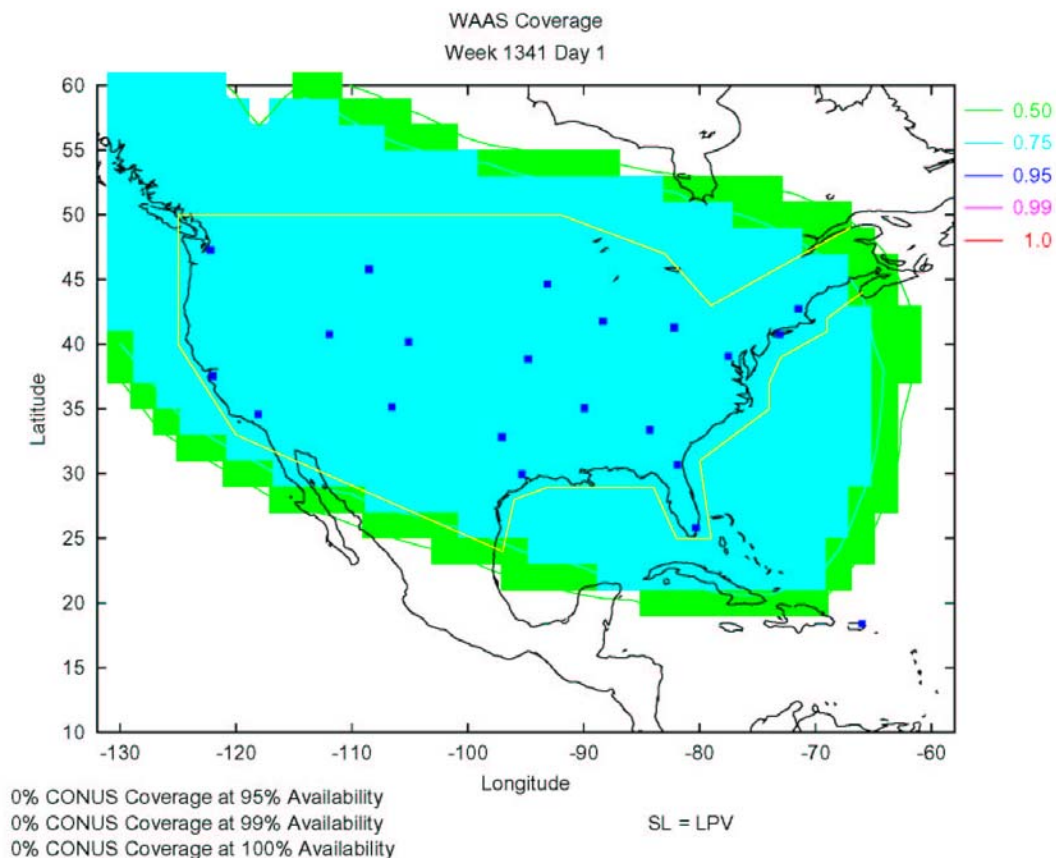 WAAS Coverage
Week 1341 Day 1
60
55
50
45
40
35
30
25
20
15
10
Latitude
-130 -120 -110 -100 -90 -80 -70 -60
Longitude
0.50
0.75
0.95
0.99
1.0
0% CONUS Coverage at 95% Availability
0% CONUS Coverage at 99% Availability
0% CONUS Coverage at 100% Availability
SL = LPV